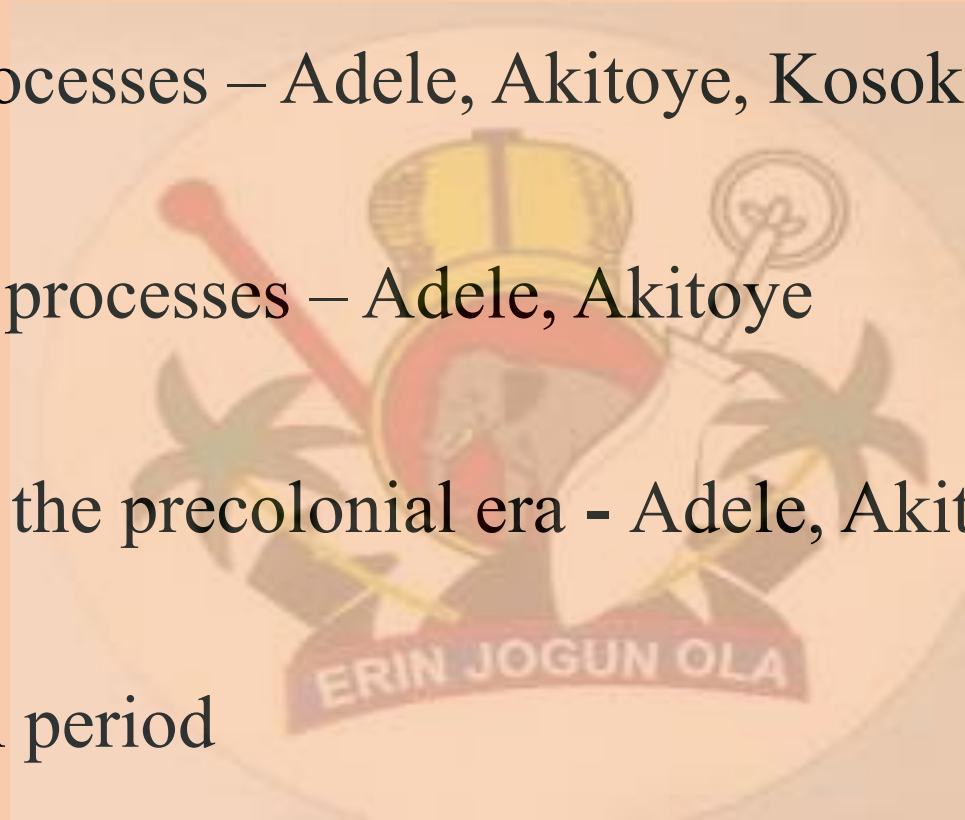 ocesses – Adele, Akitoye, Kosok
processes – Adele, Akitoye
the precolonial era - Adele, Akit
period
ERIN JOGUN OLA